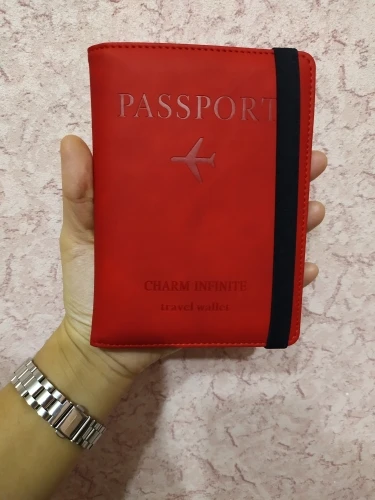 PASSPORT
CHARM INFINITE
travel wallet